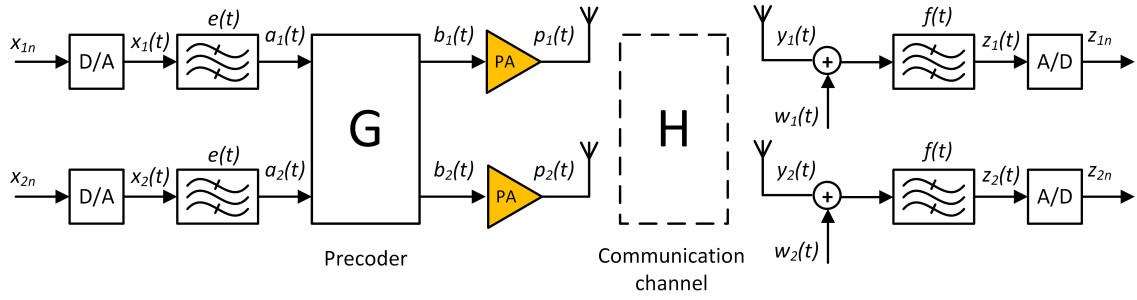 e(t) f(t)
x1n D/A x1(t) a1(t) b1(t) PA p1(t) y1(t) + z1(t) A/D z1n
w1(t)
G H
e(t) f(t)
x2n D/A x2(t) a2(t) b2(t) PA p2(t) y2(t) + z2(t) A/D z2n
w2(t)
Precoder
Communication
channel